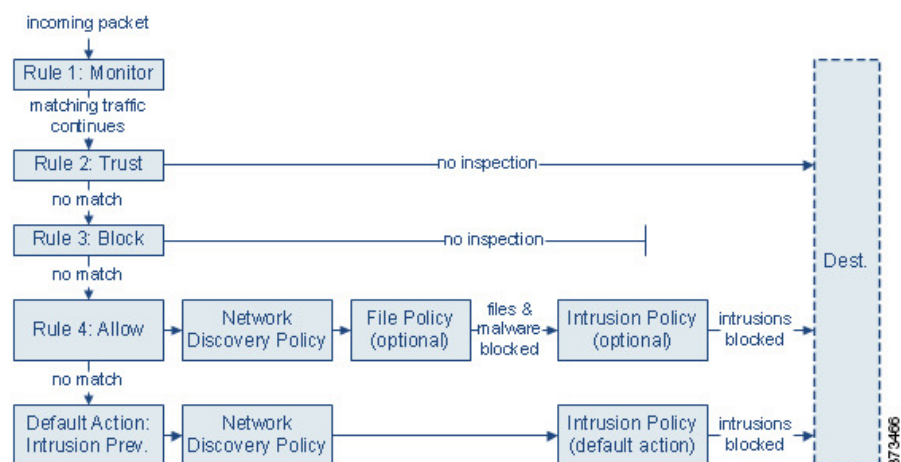 incoming packet
Rule 1: Monitor
matching traffic
continues
Rule 2: Trust
no inspection
no match
Rule 3: Block
no inspection
no match
Rule 4: Allow
Network
Discovery Policy
File Policy
(optional)
files &
malware
blocked
Intrusion Policy
(optional)
intrusions
blocked
Dest.
no match
Default Action:
Intrusion Prev.
Network
Discovery Policy
Intrusion Policy
(default action)
intrusions
blocked
373466